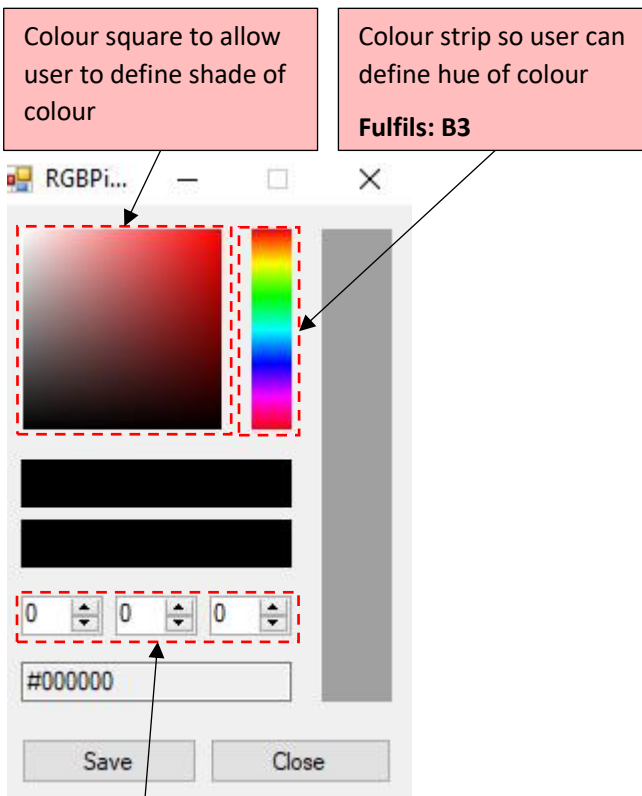 Colour square to allow
user to define shade of
colour
Colour strip so user can
define hue of colour
Fulfils: B3
RGBPi...
0 0 0
#000000
Save Close